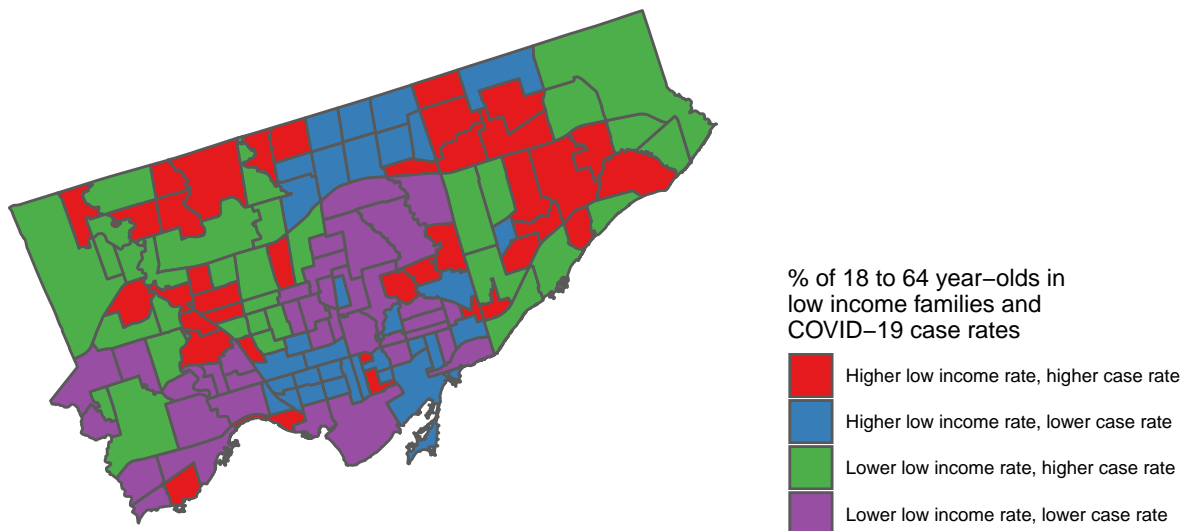 % of 18 to 64 year−olds in
low income families and
COVID−19 case rates
Higher low income rate, higher case rate
Higher low income rate, lower case rate
Lower low income rate, higher case rate
Lower low income rate, lower case rate